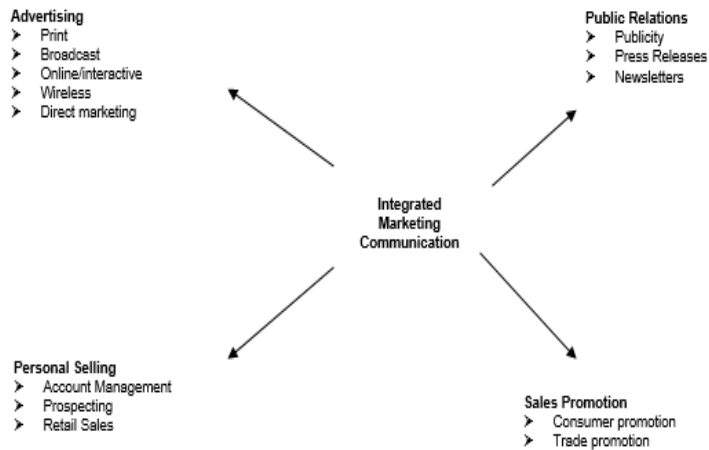 Advertising
➤ Print
➤ Broadcast
➤ Online/interactive
➤ Wireless
➤ Direct marketing
Public Relations
➤ Publicity
➤ Press Releases
➤ Newsletters
Integrated
Marketing
Communication
Personal Selling
➤ Account Management
➤ Prospecting
➤ Retail Sales
Sales Promotion
➤ Consumer promotion
➤ Trade promotion